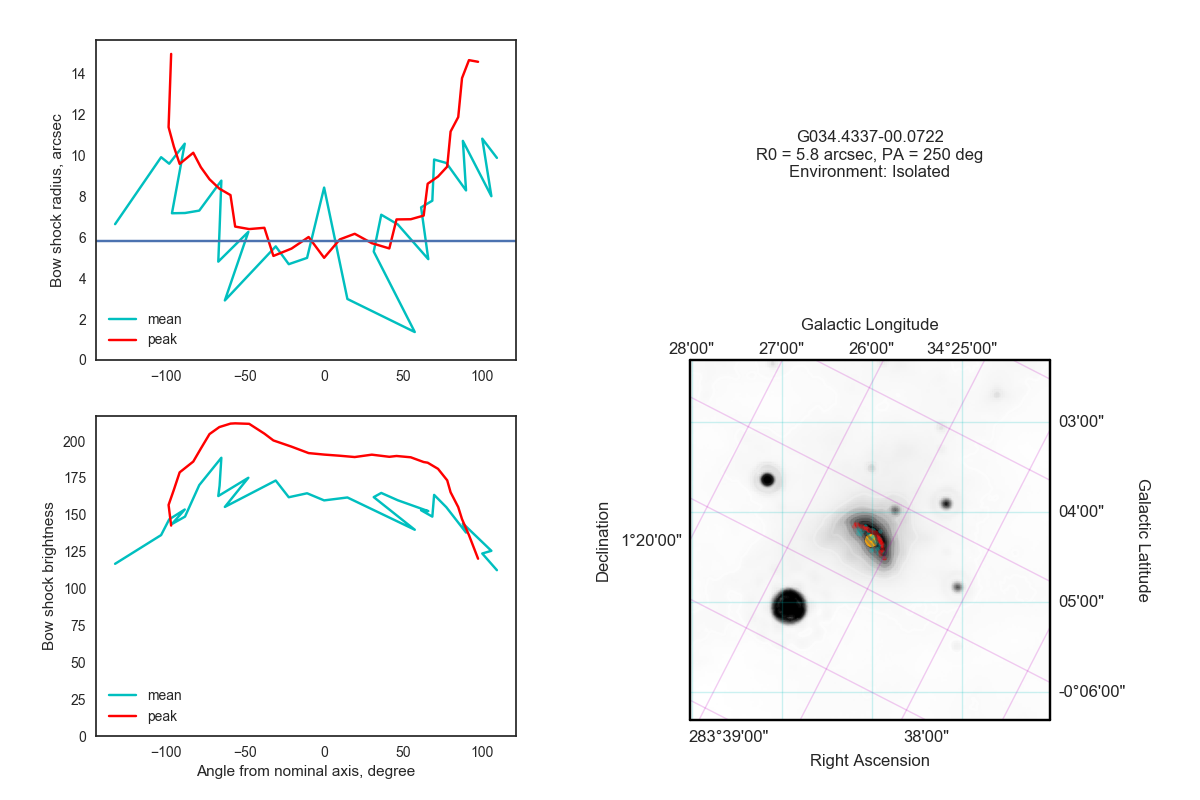 14
12
10
8
6
4
2
0
Bow shock radius, arcsec
mean
peak
−100
−50
0
50
100
200
175
150
125
100
75
50
25
0
Bow shock brightness
mean
peak
−100
−50
0
50
100
Angle from nominal axis, degree
G034.4337-00.0722
R0 = 5.8 arcsec, PA = 250 deg
Environment: Isolated
Galactic Longitude
28'00" 27'00" 26'00" 34°25'00"
03'00"
04'00"
05'00"
-0°06'00"
Galactic Latitude
Declination
1°20'00"
283°39'00" 38'00"
Right Ascension